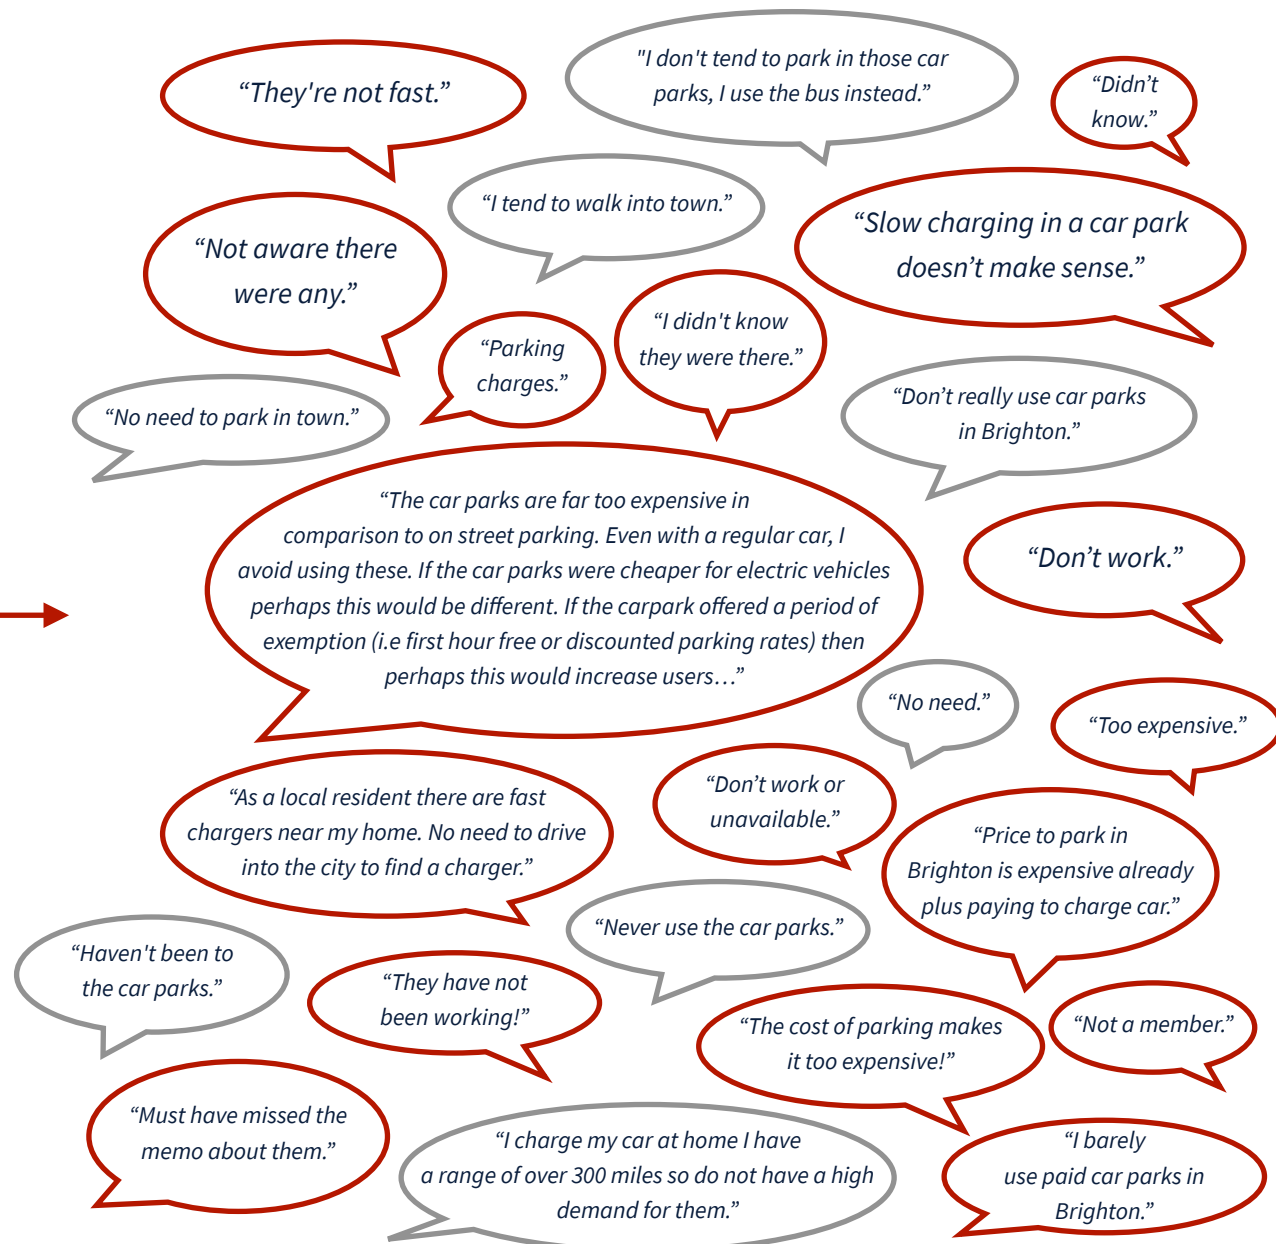 “They're not fast.”
"I don't tend to park in those car
parks, I use the bus instead.”
“Didn’t
know.”
“I tend to walk into town.”
“Not aware there
were any.”
“Slow charging in a car park
doesn’t make sense.”
“Parking
charges.”
“I didn't know
they were there.”
“No need to park in town.”
“Don’t really use car parks
in Brighton.”
“The car parks are far too expensive in
comparison to on street parking. Even with a regular car, I
avoid using these. If the car parks were cheaper for electric vehicles
perhaps this would be different. If the carpark offered a period of
exemption (i.e first hour free or discounted parking rates) then
perhaps this would increase users…”
“Don’t work.”
“No need.”
“Too expensive.”
“As a local resident there are fast
chargers near my home. No need to drive
into the city to find a charger.”
“Don’t work or
unavailable.”
“Price to park in
Brighton is expensive already
plus paying to charge car.”
“Never use the car parks.”
“Haven't been to
the car parks.”
“They have not
been working!”
“The cost of parking makes
it too expensive!”
“Not a member.”
“Must have missed the
memo about them.”
“I charge my car at home I have
a range of over 300 miles so do not have a high
demand for them.”
“I barely
use paid car parks in
Brighton.”